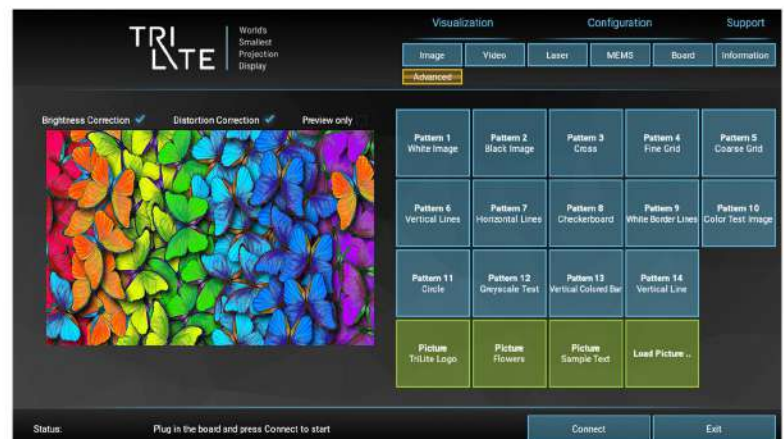 TRILITE
World's
Smallest
Projection
Display
Visualization Configuration Support
Image Video Laser MEMS Board Information
Advanced
Brightness Correction Distortion Correction Preview only
Pattern 1
White Image
Pattern 2
Black Image
Pattern 3
Cross
Pattern 4
Fine Grid
Pattern 5
Coarse Grid
Pattern 6
Vertical Lines
Pattern 7
Horizontal Lines
Pattern 8
Checkerboard
Pattern 9
White Border Lines
Pattern 10
Color Test Image
Pattern 11
Circle
Pattern 12
Greyscale Test
Pattern 13
Vertical Colored Bar
Pattern 14
Vertical Line
Picture
TriLite Logo
Picture
Flowers
Picture
Sample Text
Load Picture ..
Status: Plug in the board and press Connect to start Connect Exit